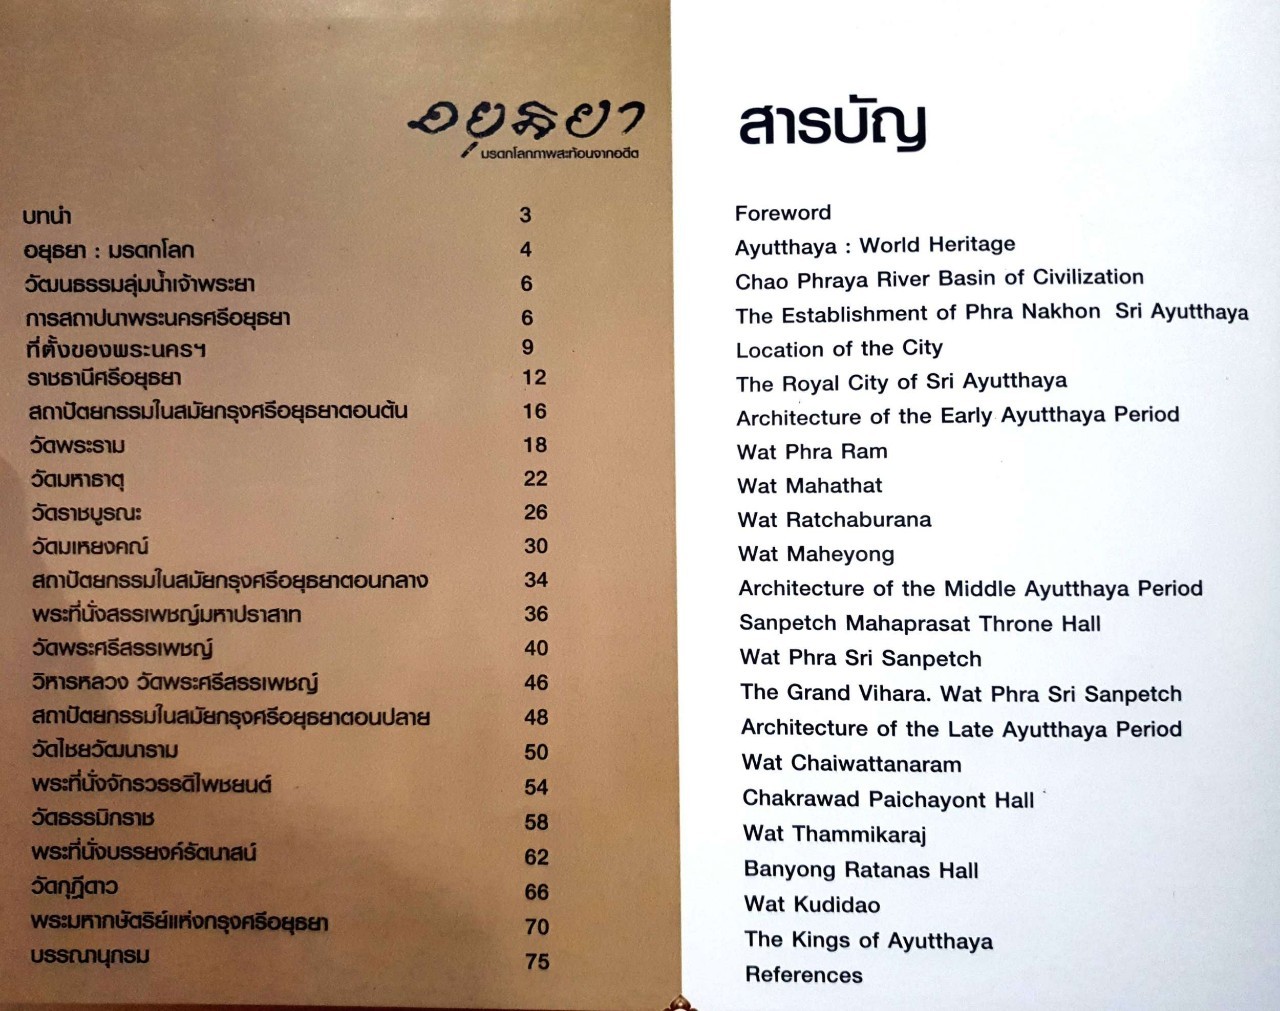 อยุธยา
มรดกโลกภาพสะท้อนจากอดีต
บทนำ 3
อยุธยา : มรดกโลก 4
วัฒนธรรมลุ่มน้ำเจ้าพระยา 6
การสถาปนาพระนครศรีอยุธยา 6
ที่ตั้งของพระนครฯ 9
ราชธานีศรีอยุธยา 12
สถาปัตยกรรมในสมัยกรุงศรีอยุธยาตอนต้น 16
วัดพระราม 18
วัดมหาธาตุ 22
วัดราชบูรณะ 26
วัดมเหยงคณ์ 30
สถาปัตยกรรมในสมัยกรุงศรีอยุธยาตอนกลาง 34
พระที่นั่งสรรเพชญ์มหาปราสาท 36
วัดพระศรีสรรเพชญ์ 40
วิหารหลวง วัดพระศรีสรรเพชญ์ 46
สถาปัตยกรรมในสมัยกรุงศรีอยุธยาตอนปลาย 48
วัดไชยวัฒนาราม 50
พระที่นั่งจักรวรรดิไพชยนต์ 54
วัดธรรมิกราช 58
พระที่นั่งบรรยงค์รัตนาสน์ 62
วัดกุฎีดาว 66
พระมหากษัตริย์แห่งกรุงศรีอยุธยา 70
บรรณานุกรม 75
สารบัญ
Foreword
Ayutthaya : World Heritage
Chao Phraya River Basin of Civilization
The Establishment of Phra Nakhon Sri Ayutthaya
Location of the City
The Royal City of Sri Ayutthaya
Architecture of the Early Ayutthaya Period
Wat Phra Ram
Wat Mahathat
Wat Ratchaburana
Wat Maheyong
Architecture of the Middle Ayutthaya Period
Sanpetch Mahaprasat Throne Hall
Wat Phra Sri Sanpetch
The Grand Vihara. Wat Phra Sri Sanpetch
Architecture of the Late Ayutthaya Period
Wat Chaiwattanaram
Chakrawad Paichayont Hall
Wat Thammikaraj
Banyong Ratanas Hall
Wat Kudidao
The Kings of Ayutthaya
References